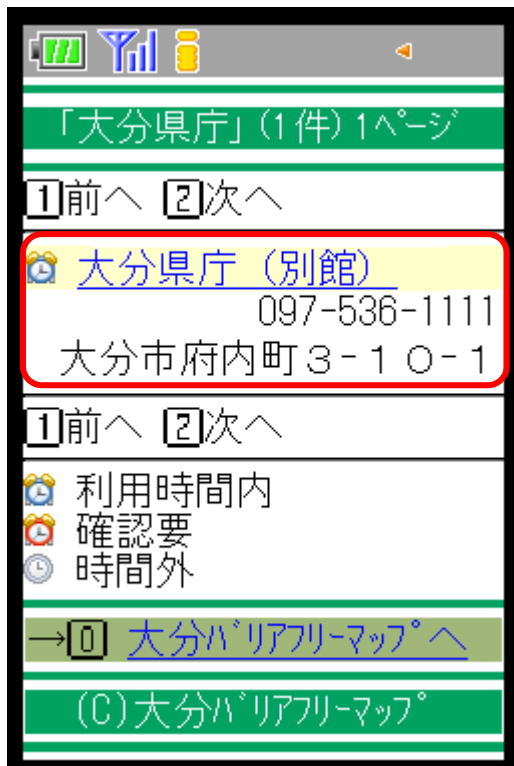 「大分県庁」(1件)1ﾍﾟｰｼﾞ
1前へ 2次へ
大分県庁（別館）
097-536-1111
大分市府内町３-１０-１
1前へ 2次へ
利用時間内
確認要
時間外
→0 大分ﾊﾞﾘｱﾌﾘｰﾏｯﾌﾟへ
(C)大分ﾊﾞﾘｱﾌﾘｰﾏｯﾌﾟ